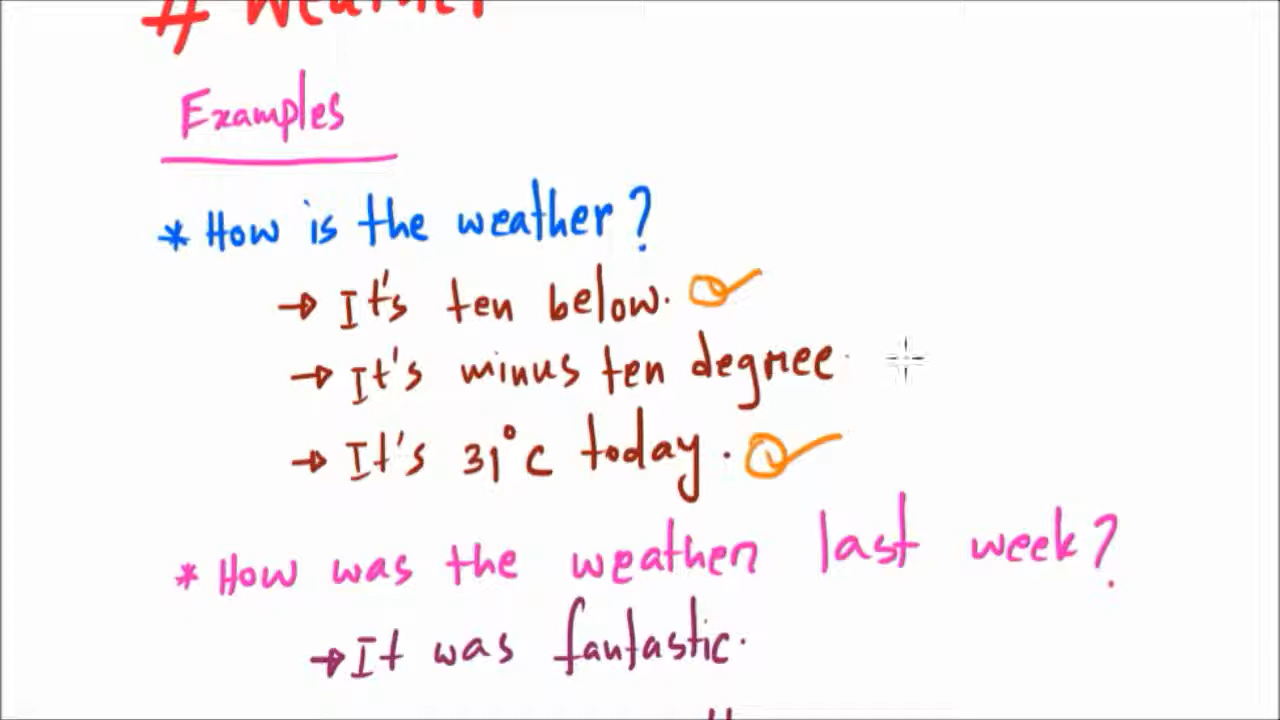 # Weather
Examples
* How is the weather?
→ It's ten below.
→ It's minus ten degree.
→ It's 31°C today.
* How was the weather last week?
→ It was fantastic.